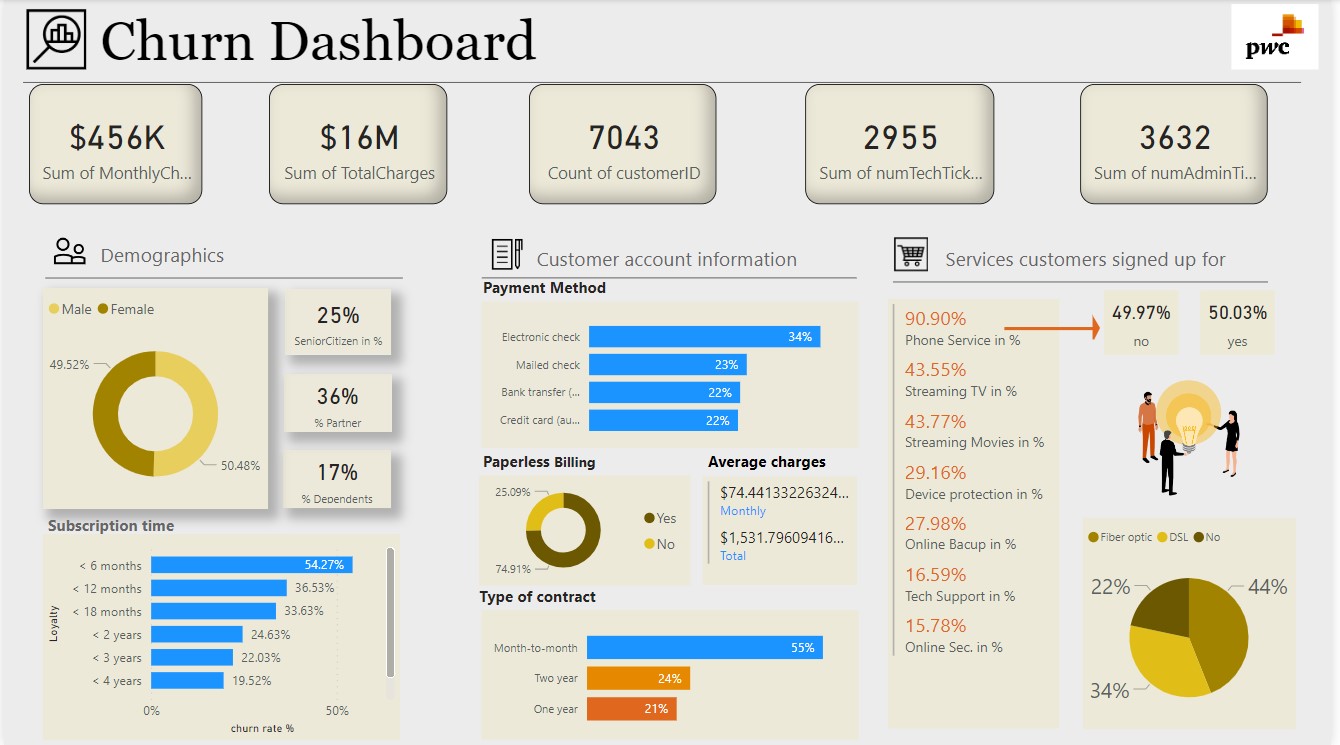 Churn Dashboard
pwc
$456K
Sum of MonthlyCh...
$16M
Sum of TotalCharges
7043
Count of customerID
2955
Sum of numTechTick...
3632
Sum of numAdminTi...
Demographics
Male
Female
49.52%
50.48%
25%
SeniorCitizen in %
36%
% Partner
17%
% Dependents
Subscription time
Loyalty
< 6 months 54.27%
< 12 months 36.53%
< 18 months 33.63%
< 2 years 24.63%
< 3 years 22.03%
< 4 years 19.52%
0% 50%
churn rate %
Customer account information
Payment Method
Electronic check 34%
Mailed check 23%
Bank transfer (... 22%
Credit card (au... 22%
Paperless Billing
25.09%
74.91%
Yes
No
Average charges
$74.44133226324...
Monthly
$1,531.79609416...
Total
Type of contract
Month-to-month 55%
Two year 24%
One year 21%
Services customers signed up for
90.90%
Phone Service in %
43.55%
Streaming TV in %
43.77%
Streaming Movies in %
29.16%
Device protection in %
27.98%
Online Bacup in %
16.59%
Tech Support in %
15.78%
Online Sec. in %
49.97%
no
50.03%
yes
Fiber optic
DSL
No
22%
44%
34%